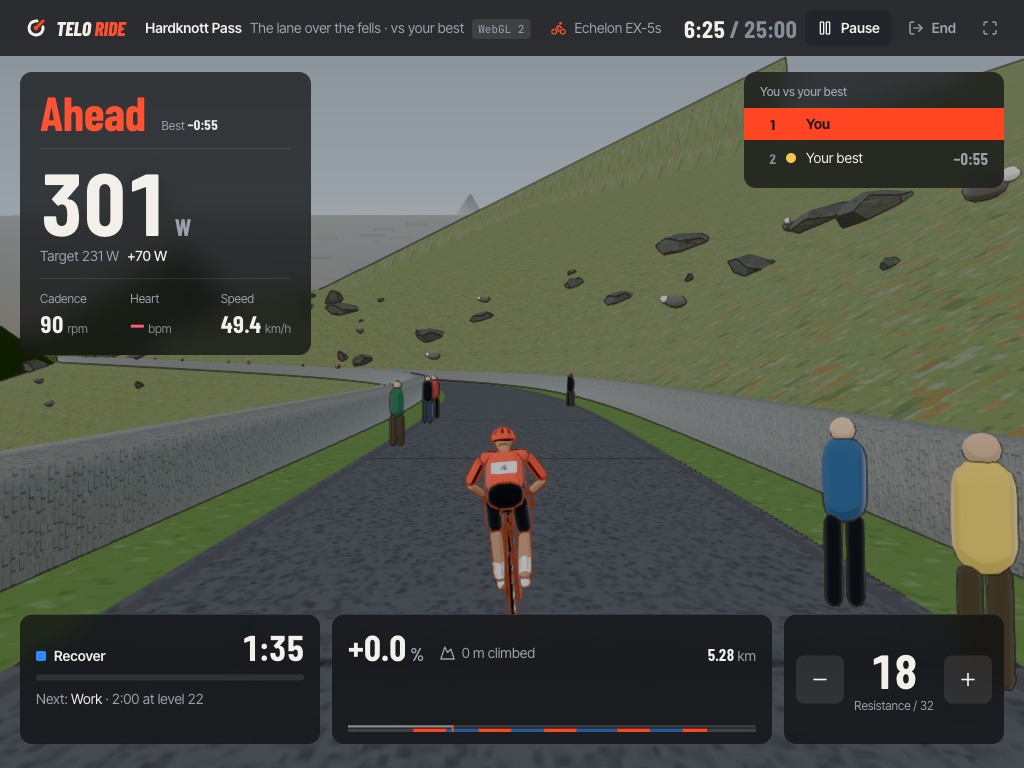 TELO RIDE
Hardknott Pass The lane over the fells · vs your best WebGL 2
Echelon EX-5s
6:25 / 25:00
Pause
End
Ahead Best –0:55
301 W
Target 231 W +70 W
Cadence Heart Speed
90 rpm – bpm 49.4 km/h
You vs your best
1 You
2 Your best –0:55
4
Recover 1:35
Next: Work · 2:00 at level 22
+0.0 % 0 m climbed 5.28 km
− 18 +
Resistance / 32